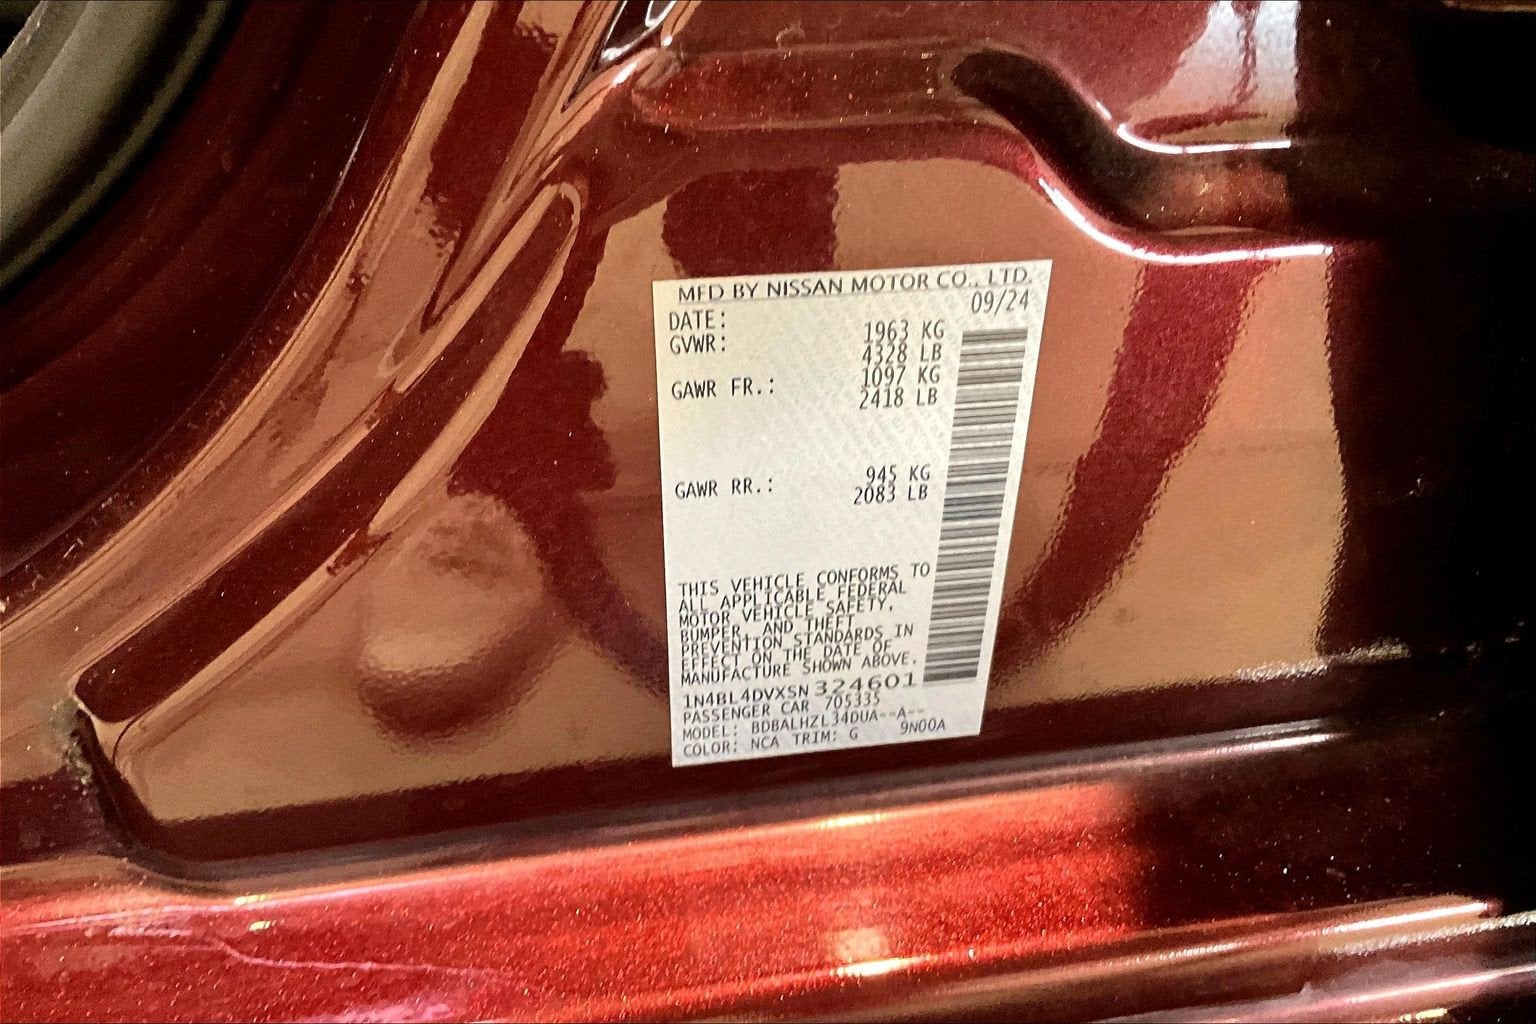 MFD BY NISSAN MOTOR CO., LTD.
DATE: 09/24
GVWR: 1963 KG
4328 LB
GAWR FR.: 1097 KG
2418 LB
GAWR RR.: 945 KG
2083 LB
THIS VEHICLE CONFORMS TO
ALL APPLICABLE FEDERAL
MOTOR VEHICLE SAFETY,
BUMPER, AND THEFT
PREVENTION STANDARDS IN
EFFECT ON THE DATE OF
MANUFACTURE SHOWN ABOVE.
1N4BL4DVXSN324601
PASSENGER CAR 705335
MODEL: BDBALHZL34DUA--A--
COLOR: NCA TRIM: G 9N00A